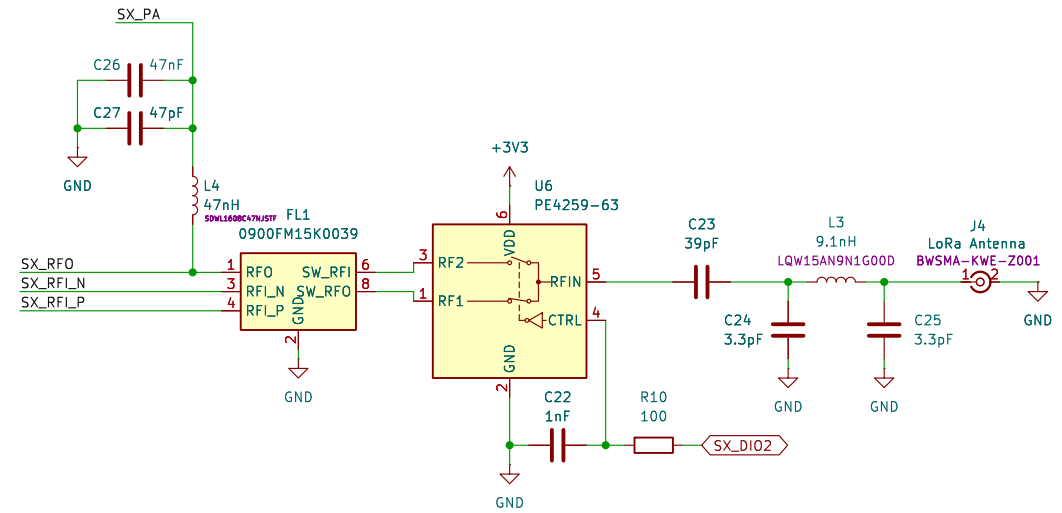 SX_PA
C26 47nF
C27 47pF
GND
L4
47nH
SDWL1608C47NJSTF
FL1
0900FM15K0039
SX_RFO
SX_RFI_N
SX_RFI_P
1 RFO SW_RFI 6
3 RFI_N SW_RFO 8
4 RFI_P
GND
2
GND
+3V3
U6
PE4259-63
6
VDD
3 RF2
RFIN 5
1 RF1
CTRL 4
GND
2
C22
1nF
R10
100
SX_DIO2
GND
C23
39pF
L3
9.1nH
LQW15AN9N1G00D
J4
LoRa Antenna
BWSMA-KWE-Z001
1 2
GND
C24
3.3pF
GND
C25
3.3pF
GND